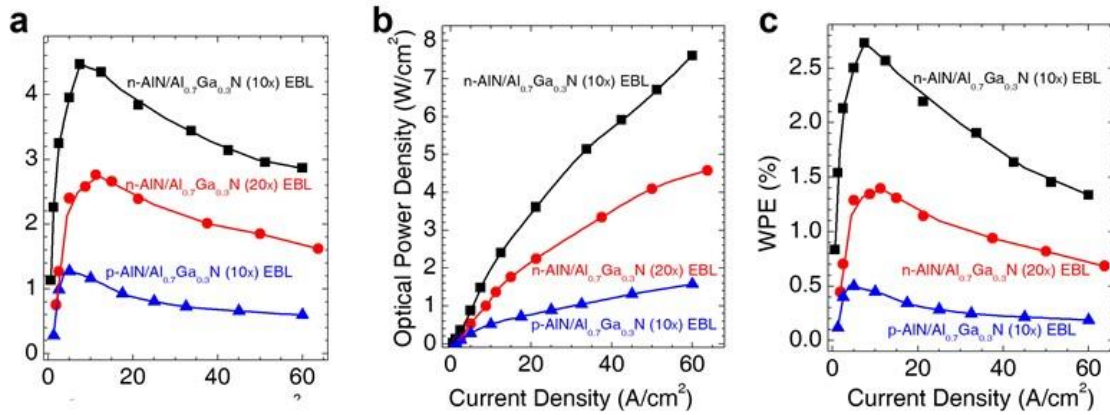 a
4
3
2
1
0
n-AlN/Al₀.₇Ga₀.₃N (10x) EBL
n-AlN/Al₀.₇Ga₀.₃N (20x) EBL
p-AlN/Al₀.₇Ga₀.₃N (10x) EBL
0 20 40 60
2
b
Optical Power Density (W/cm²)
8
7
6
5
4
3
2
1
0
n-AlN/Al₀.₇Ga₀.₃N (10x) EBL
n-AlN/Al₀.₇Ga₀.₃N (20x) EBL
p-AlN/Al₀.₇Ga₀.₃N (10x) EBL
0 20 40 60
Current Density (A/cm²)
c
WPE (%)
2.5
2.0
1.5
1.0
0.5
0.0
n-AlN/Al₀.₇Ga₀.₃N (10x) EBL
n-AlN/Al₀.₇Ga₀.₃N (20x) EBL
p-AlN/Al₀.₇Ga₀.₃N (10x) EBL
0 20 40 60
Current Density (A/cm²)